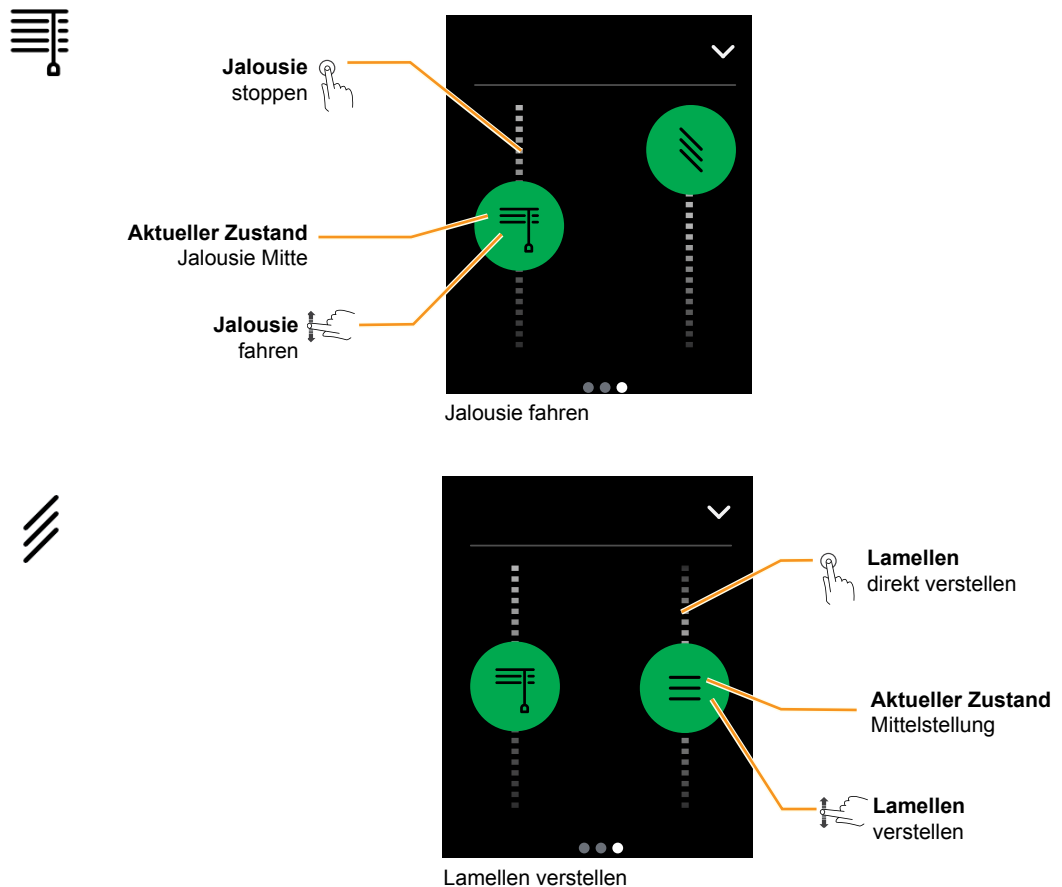 Jalousie
stoppen
Aktueller Zustand
Jalousie Mitte
Jalousie
fahren
Jalousie fahren
Lamellen
direkt verstellen
Aktueller Zustand
Mittelstellung
Lamellen
verstellen
Lamellen verstellen